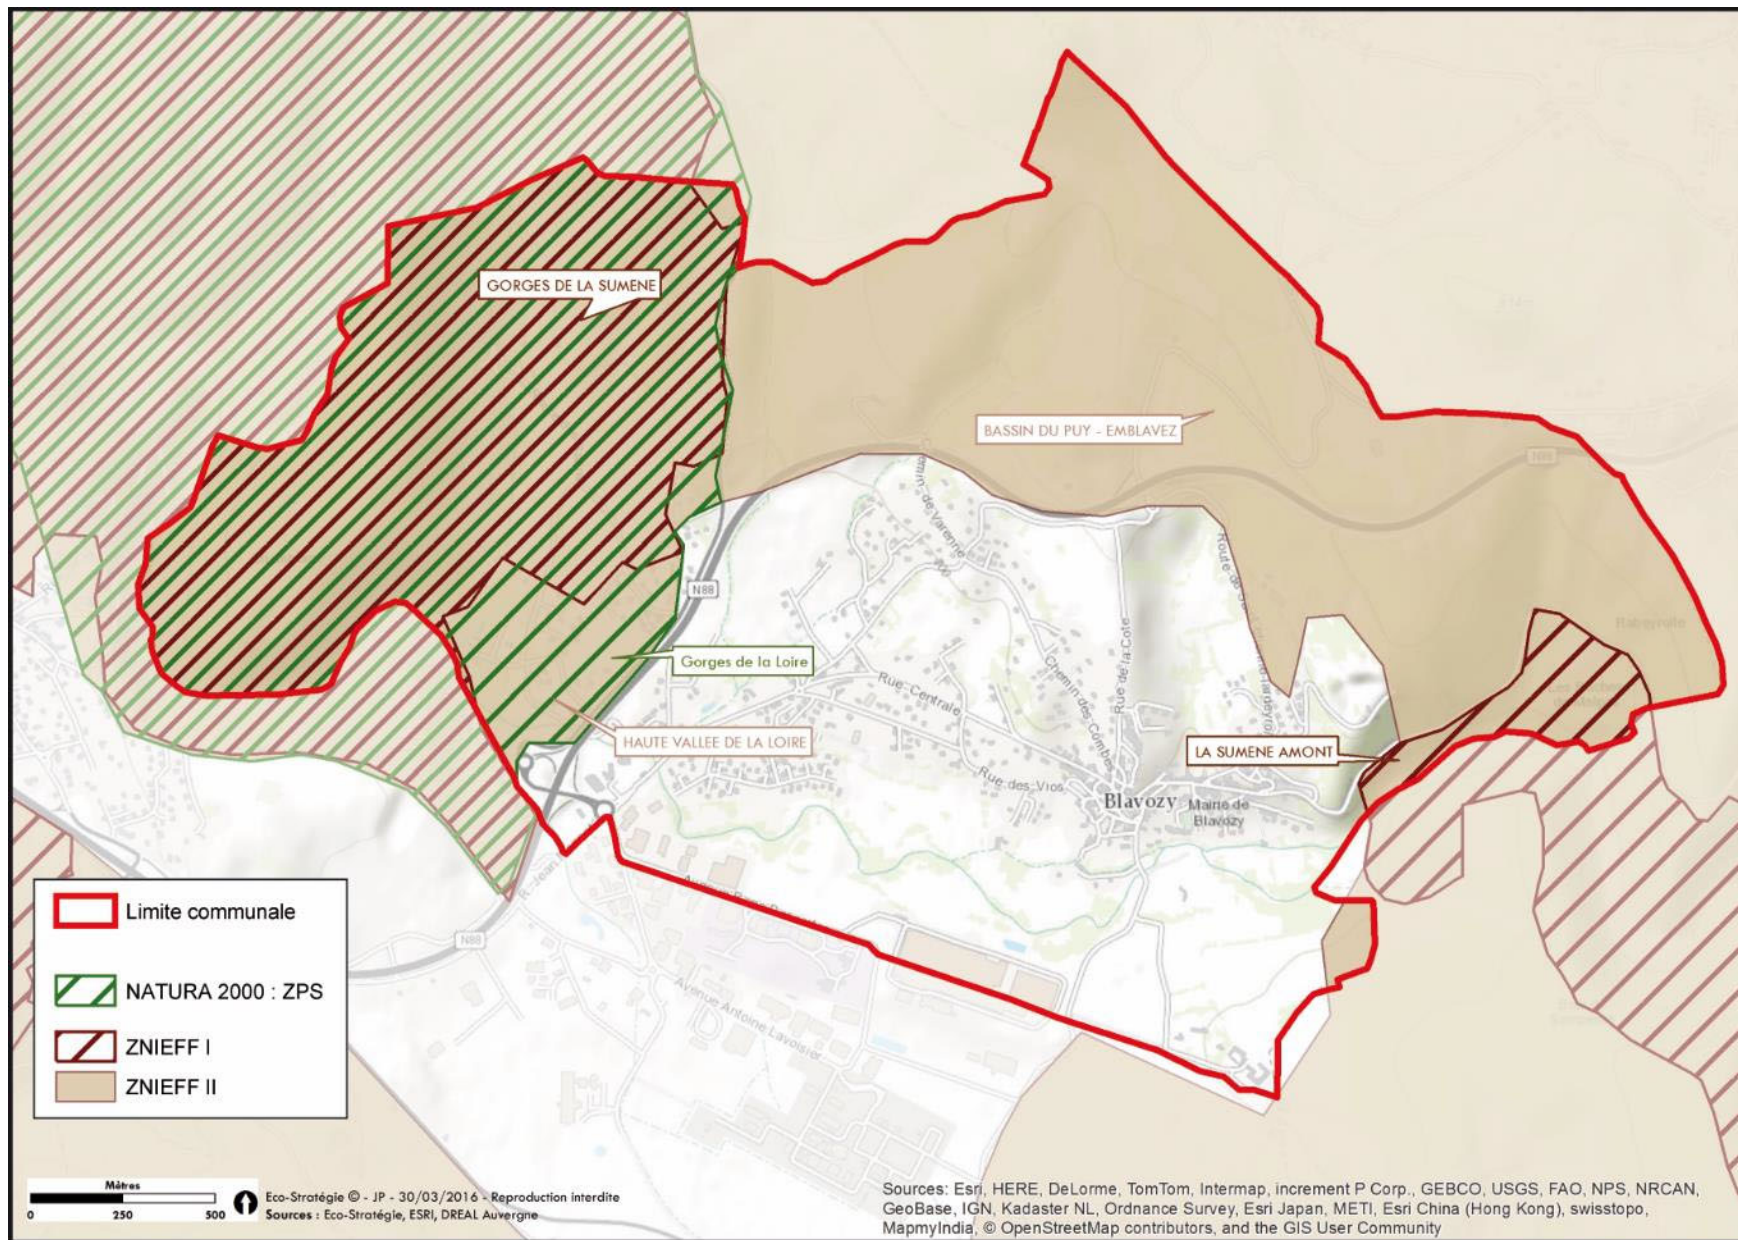 GORGES DE LA SUMENE
BASSIN DU PUY - EMBLAVEZ
N88
Chemin de Varenne
700
N88
Gorges de la Loire
Rue Centrale
Chemin des Combes
Rue de la Cote
HAUTE VALLEE DE LA LOIRE
Rue des Vios
LA SUMENE AMONT
Blavozy
Mairie de
Blavozy
N88
Avenue Antoine Lavoisier
Limite communale
NATURA 2000 : ZPS
ZNIEFF I
ZNIEFF II
Mètres
0 250 500
Eco-Stratégie © - JP - 30/03/2016 - Reproduction interdite
Sources : Eco-Stratégie, ESRI, DREAL Auvergne
Sources: Esri, HERE, DeLorme, TomTom, Intermap, increment P Corp., GEBCO, USGS, FAO, NPS, NRCAN,
GeoBase, IGN, Kadaster NL, Ordnance Survey, Esri Japan, METI, Esri China (Hong Kong), swisstopo,
MapmyIndia, © OpenStreetMap contributors, and the GIS User Community